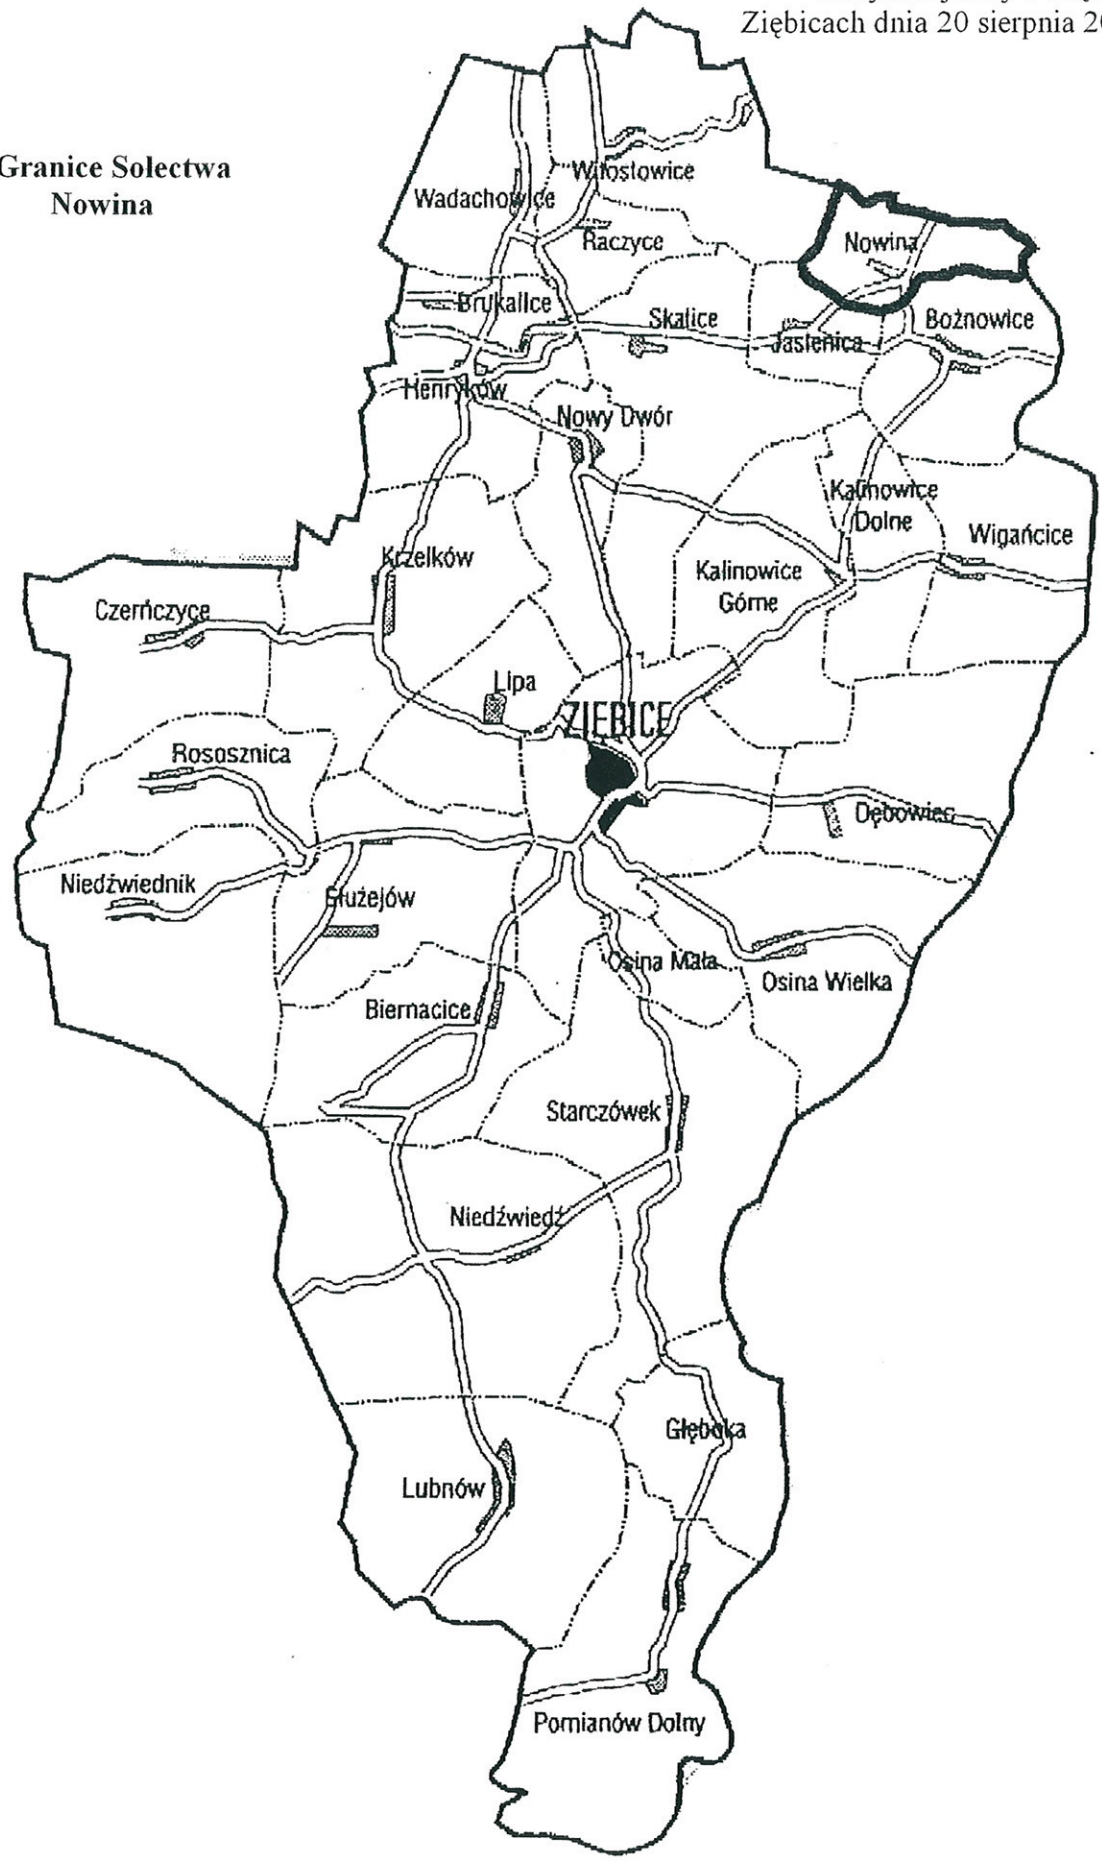 Ziębicach dnia 20 sierpnia 20
Granice Sołectwa
Nowina
Witostowice
Wadachowice
Raczyce
Nowina
Brukalice
Skalice
Bożnowice
Jasienica
Henryków
Nowy Dwór
Kalinowice
Dolne
Wigańcice
Krzelków
Kalinowice
Górne
Czerńczyce
Lipa
ZIĘBICE
Rososznica
Dębowiec
Niedźwiednik
Służejów
Osina Mała
Osina Wielka
Biernacice
Starczówek
Niedźwiedź
Głęboka
Lubnów
Pomianów Dolny